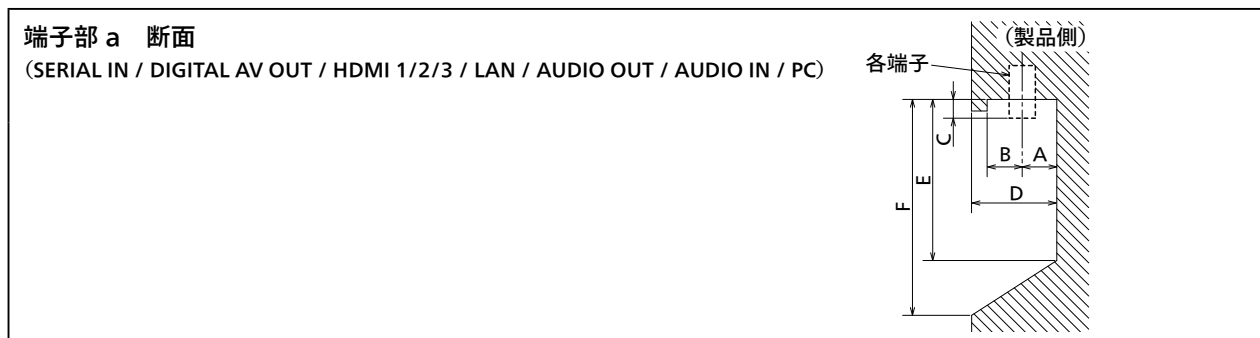 端子部 a　断面
（SERIAL IN / DIGITAL AV OUT / HDMI 1/2/3 / LAN / AUDIO OUT / AUDIO IN / PC）
（製品側）
各端子
C
B
A
E
D
F